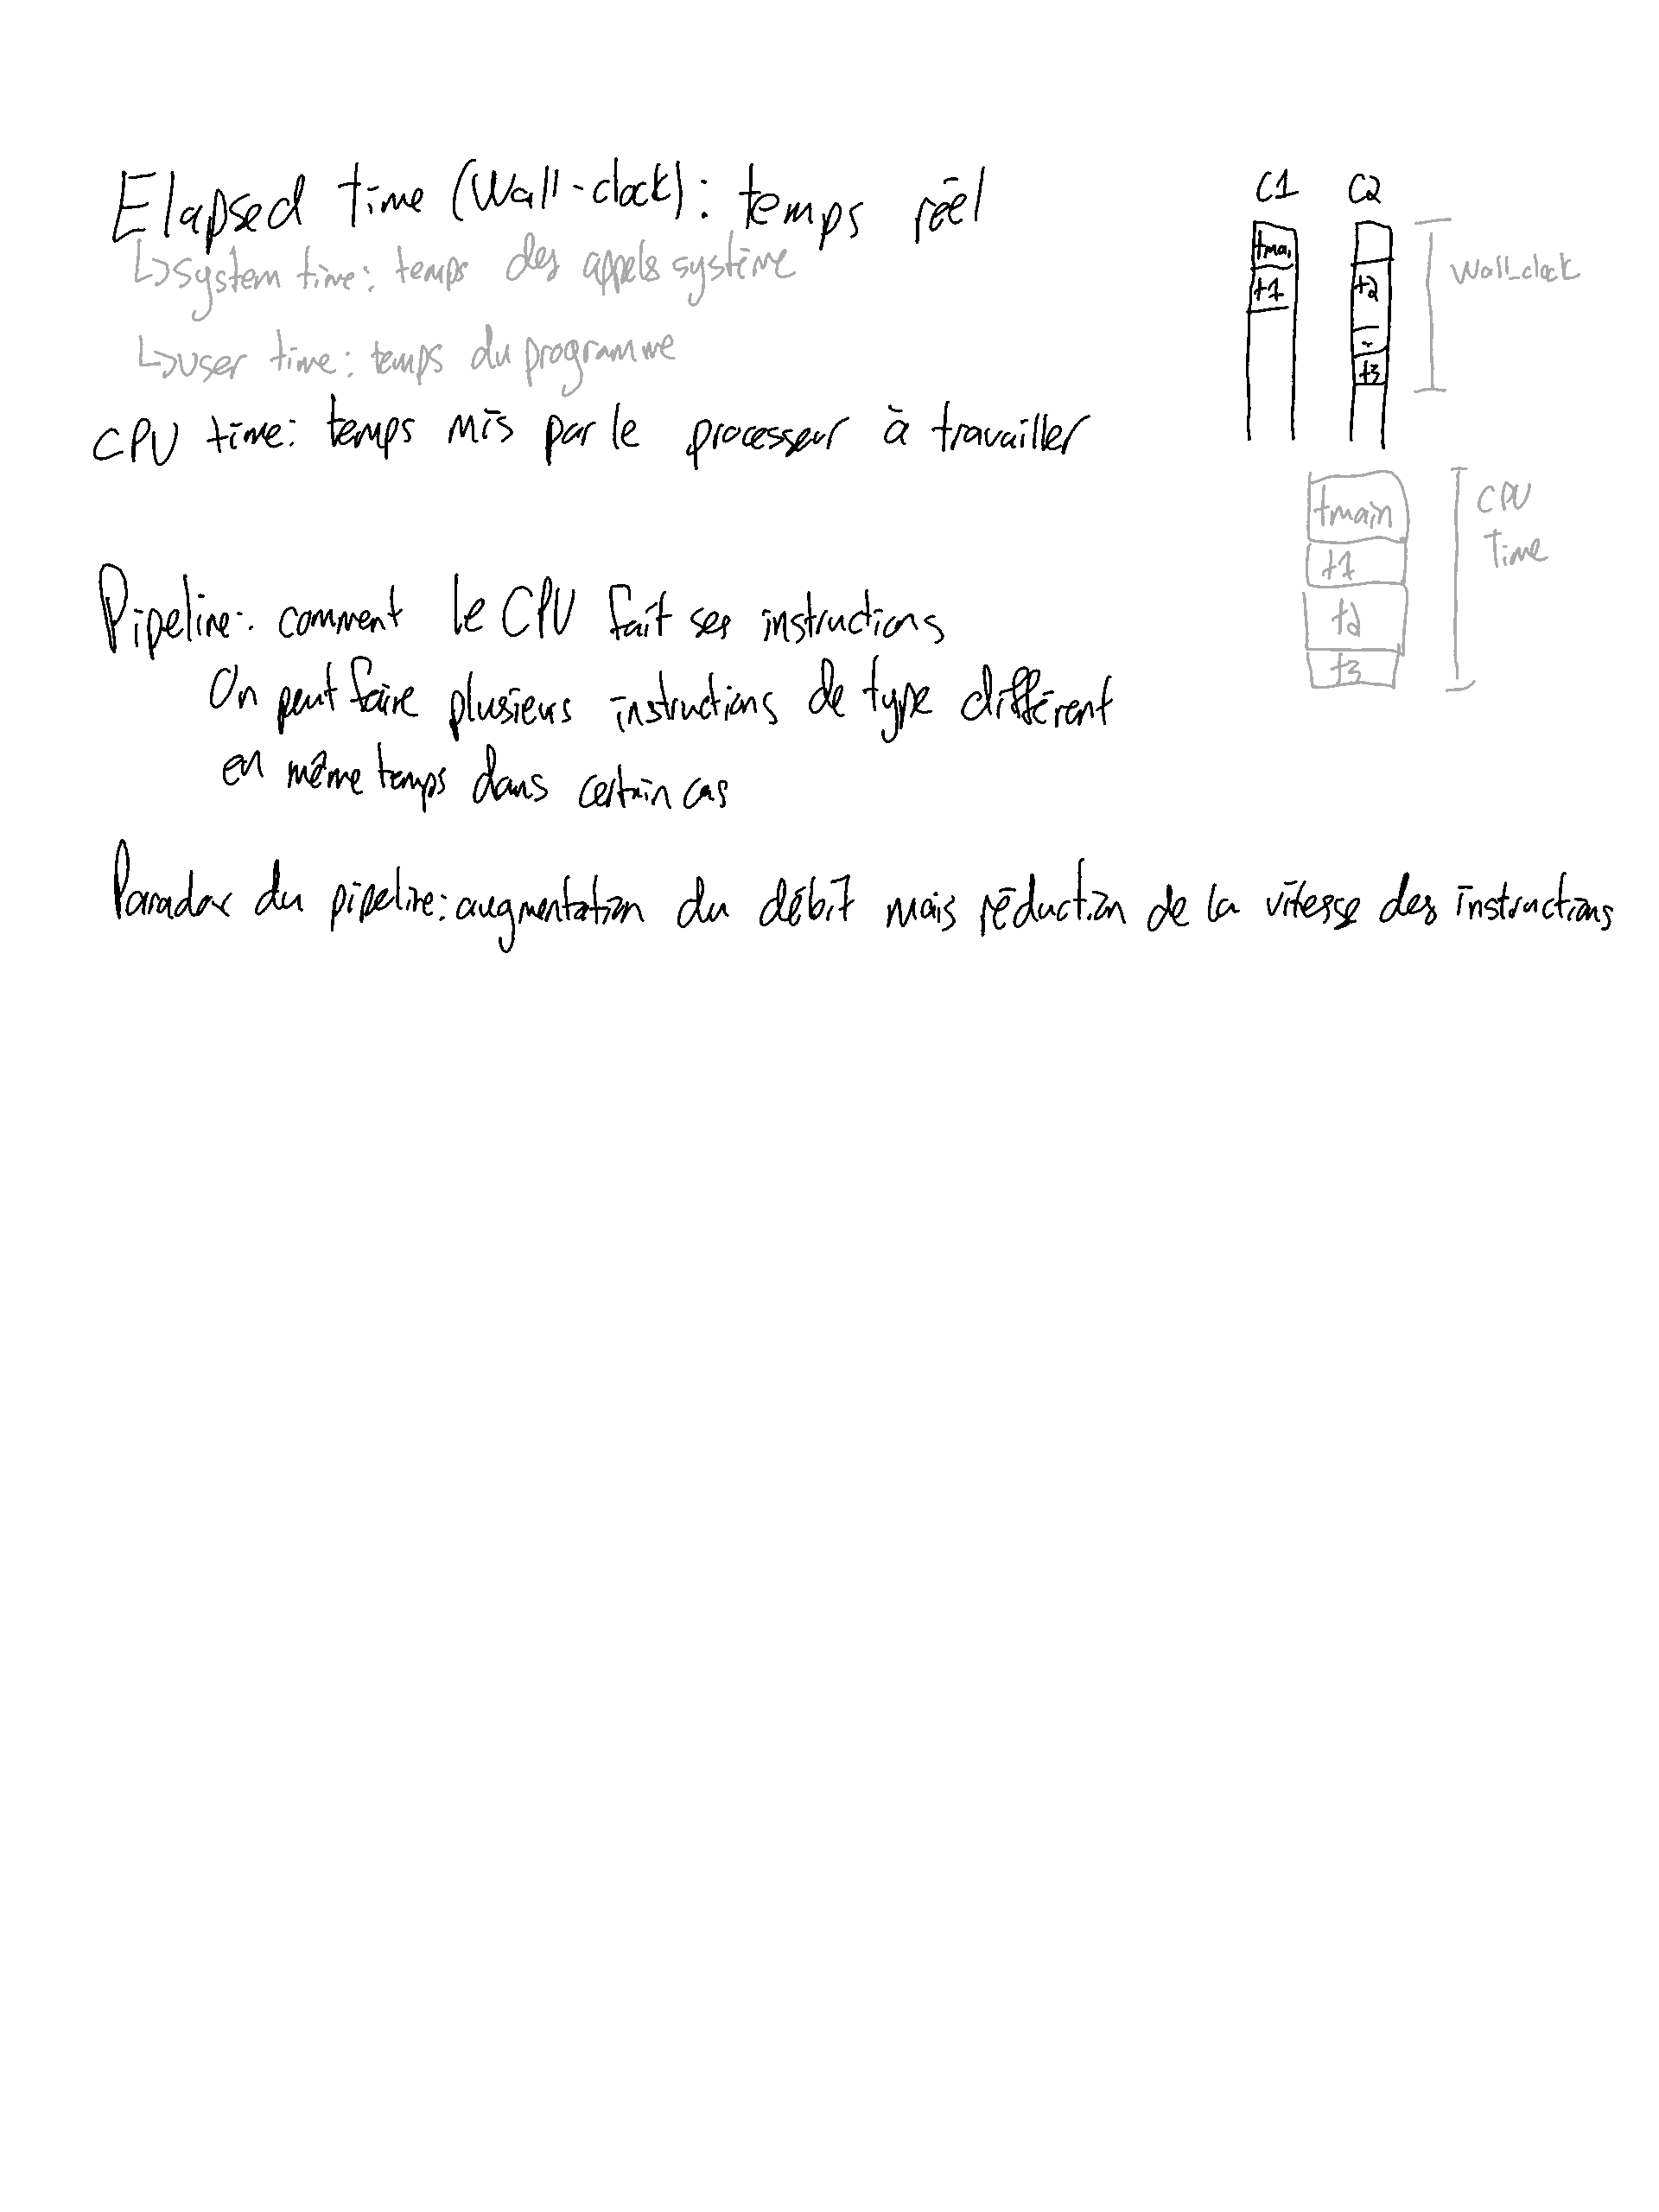 Elapsed time (Wall-clock): temps réel
↳system time: temps des appels système
↳user time: temps du programme
CPU time: temps mis par le processeur à travailler
C1 C2
tmai
t1
t2
t3
Wall_clock
tmain
t1
t2
t3
CPU
Time
Pipeline: comment le CPU fait ses instructions
On peut faire plusieurs instructions de type différent
en même temps dans certain cas
Paradox du pipeline: augmentation du débit mais réduction de la vitesse des instructions